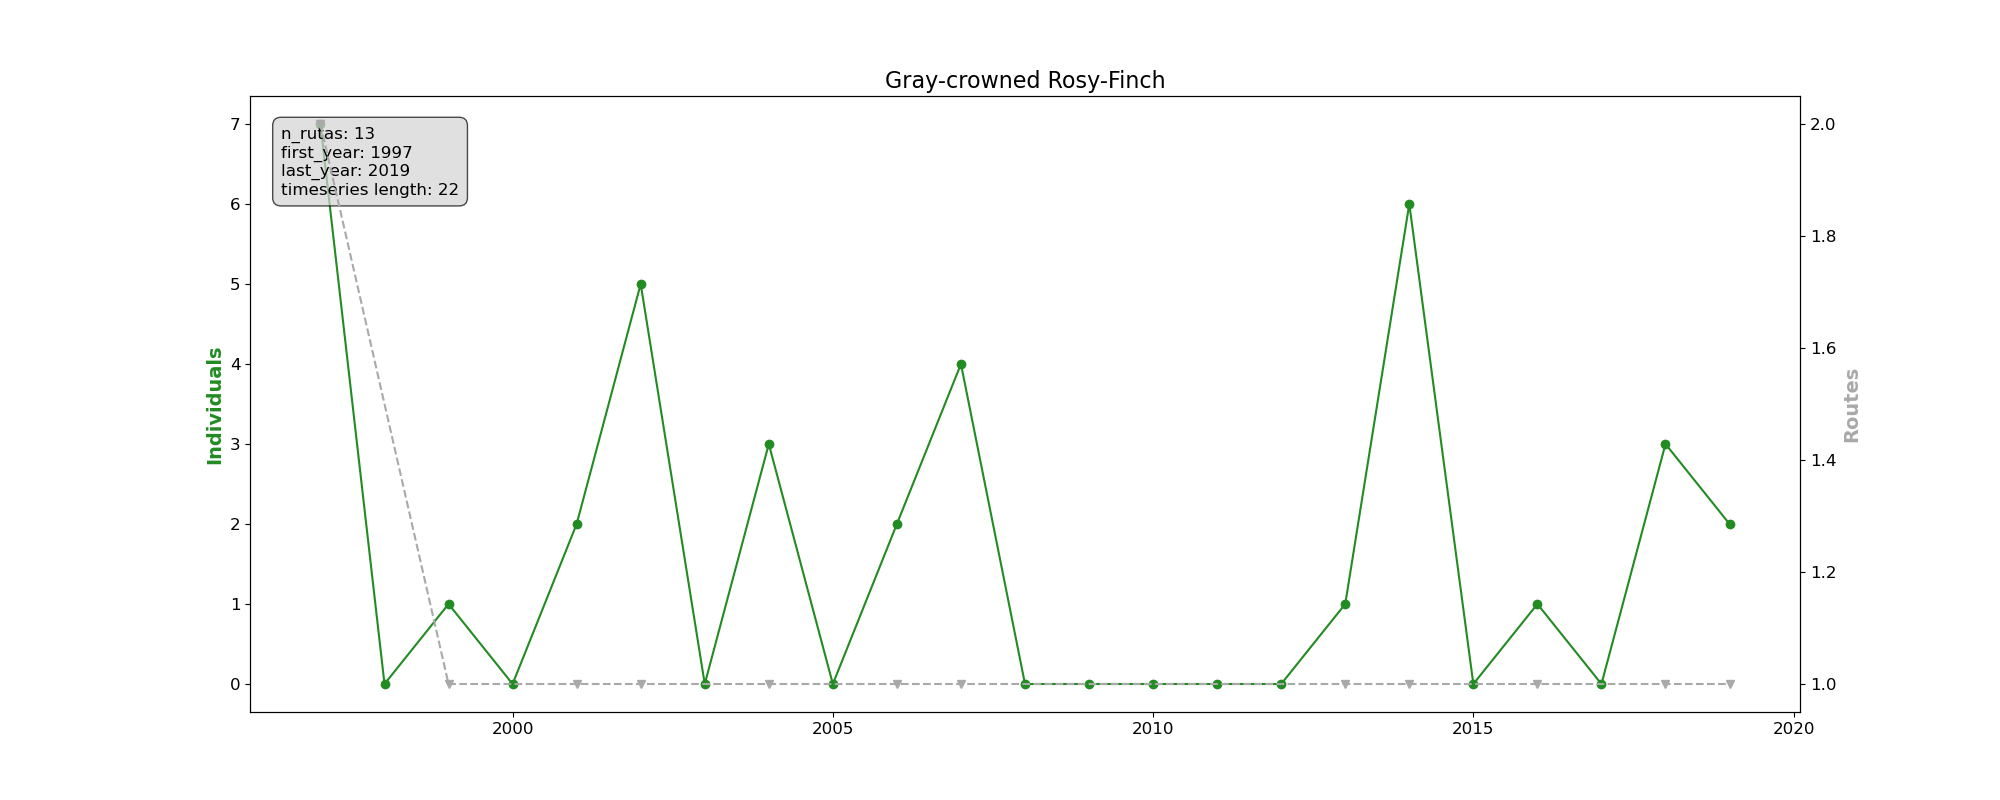 Gray-crowned Rosy-Finch
n_rutas: 13
first_year: 1997
last_year: 2019
timeseries length: 22
Individuals
7
6
5
4
3
2
1
0
2000
2005
2010
2015
2020
2.0
1.8
1.6
1.4
1.2
1.0
Routes